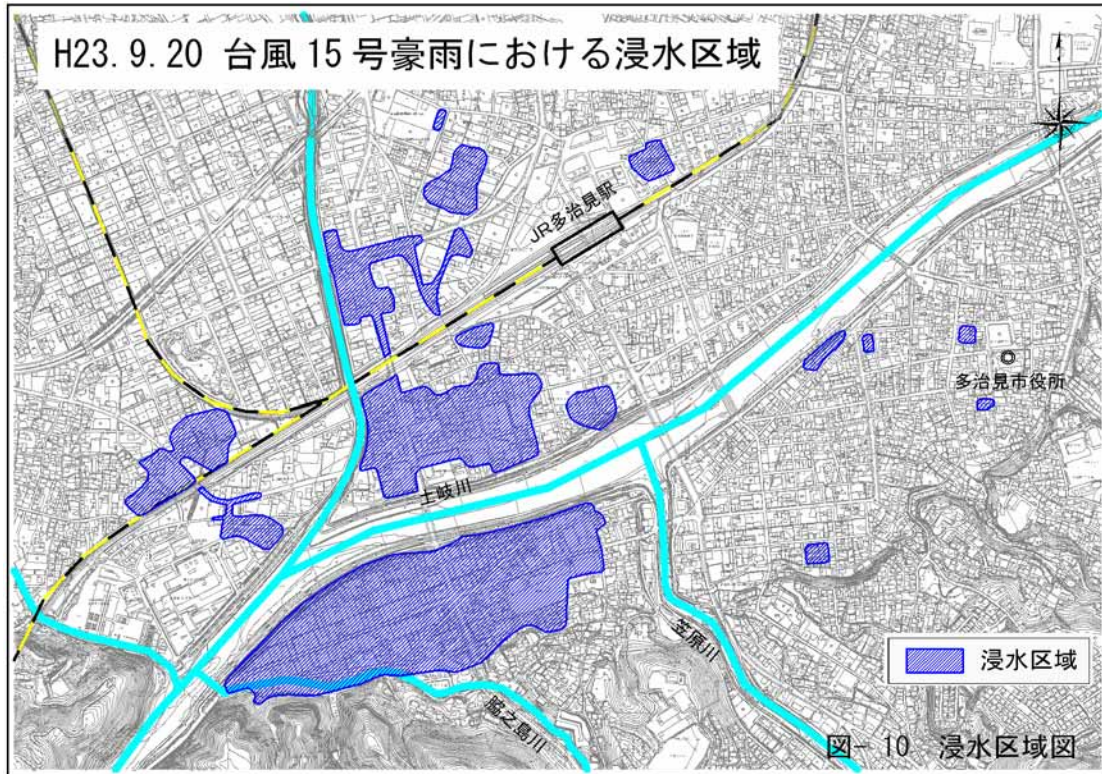 H23.9.20 台風15号豪雨における浸水区域
JR多治見駅
多治見市役所
土岐川
笠原川
脇之島川
浸水区域
図-10 浸水区域図